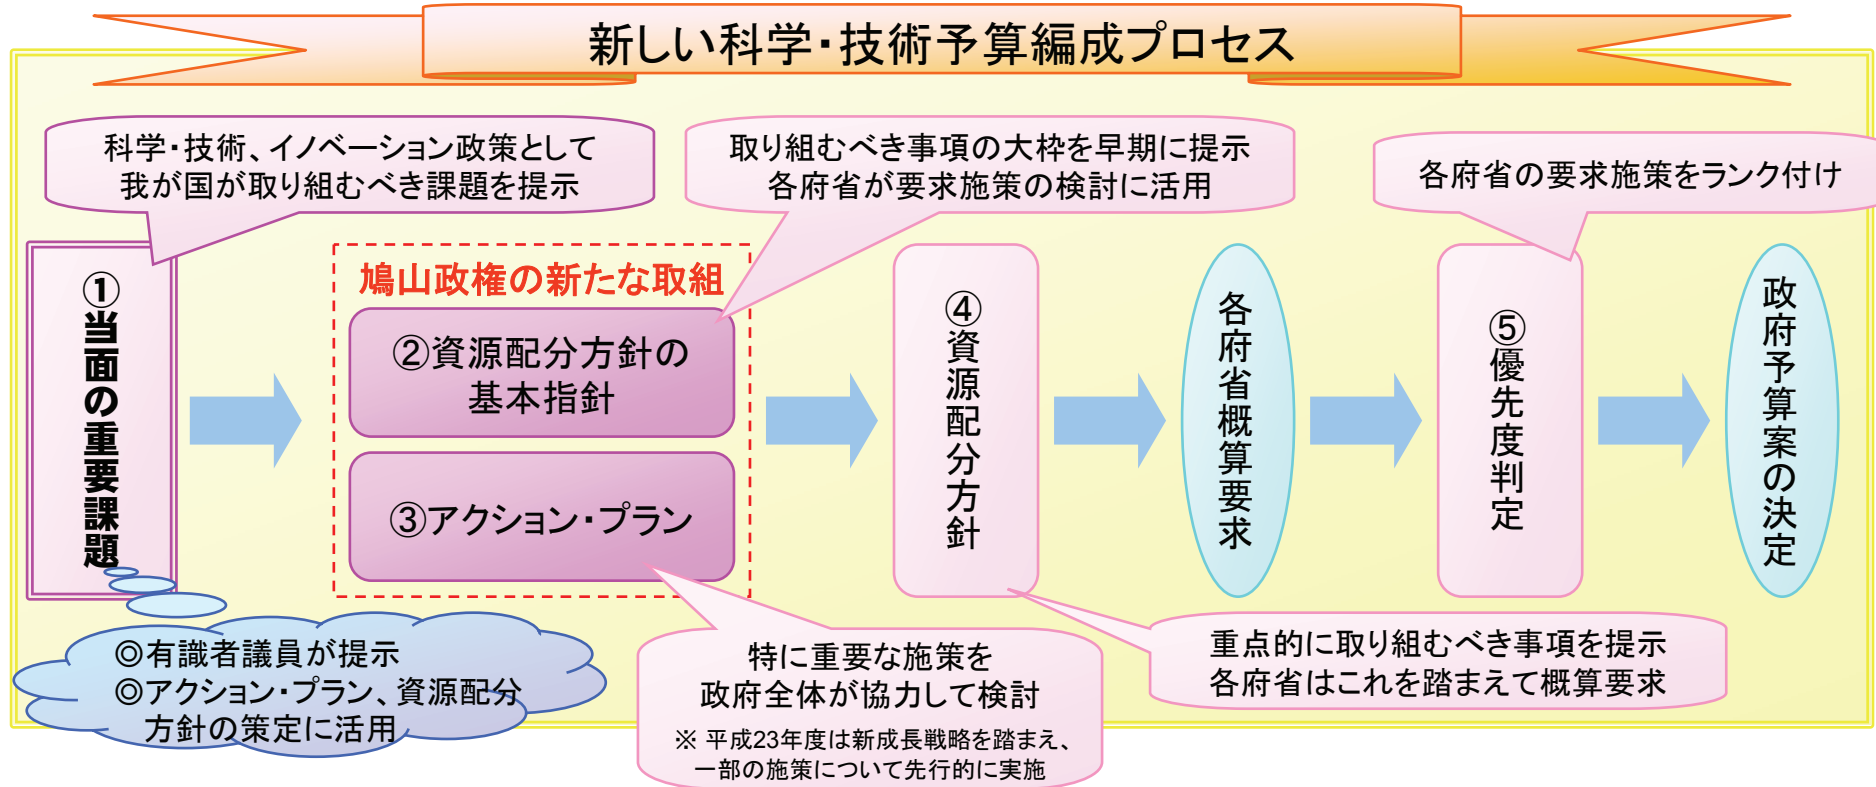 新しい科学・技術予算編成プロセス
科学・技術、イノベーション政策として
我が国が取り組むべき課題を提示
取り組むべき事項の大枠を早期に提示
各府省が要求施策の検討に活用
各府省の要求施策をランク付け
①当面の重要課題
鳩山政権の新たな取組
②資源配分方針の
基本指針
③アクション・プラン
④資源配分方針
各府省概算要求
⑤優先度判定
政府予算案の決定
◎有識者議員が提示
◎アクション・プラン、資源配分
方針の策定に活用
特に重要な施策を
政府全体が協力して検討
※ 平成23年度は新成長戦略を踏まえ、
一部の施策について先行的に実施
重点的に取り組むべき事項を提示
各府省はこれを踏まえて概算要求